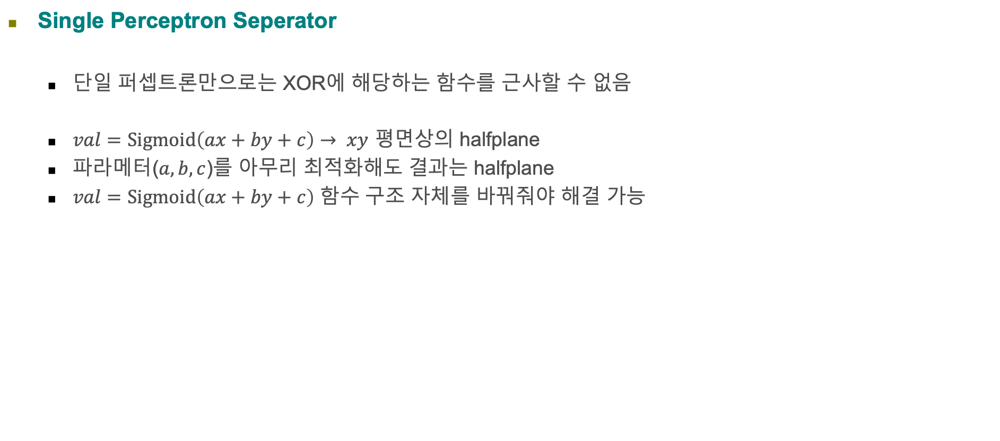 Single Perceptron Seperator
단일 퍼셉트론만으로는 XOR에 해당하는 함수를 근사할 수 없음
val = Sigmoid(ax + by + c) → xy 평면상의 halfplane
파라메터(a, b, c)를 아무리 최적화해도 결과는 halfplane
val = Sigmoid(ax + by + c) 함수 구조 자체를 바꿔줘야 해결 가능